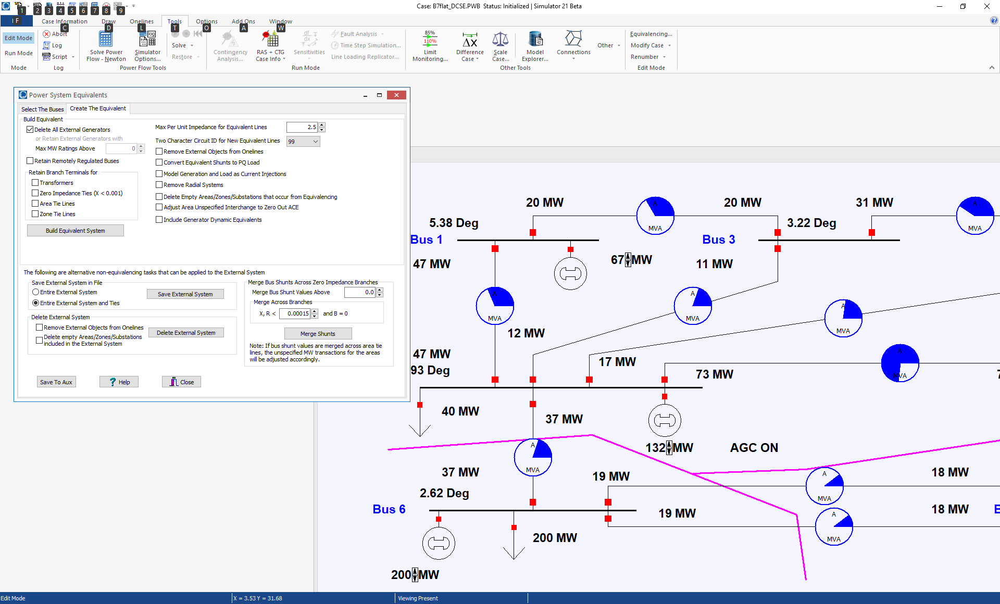 Case: B7flat_DCSE.PWB Status: Initialized | Simulator 21 Beta
1 2 3 4 5 6 7 8 9
Case Information Draw Onelines Tools Options Add Ons Window
F C D L T O A W
Edit Mode
Run Mode
Mode
Abort
Log
Script
Log
Solve Power
Flow - Newton
Simulator
Options...
Solve
Restore
Power Flow Tools
Contingency
Analysis...
RAS + CTG
Case Info
Sensitivities
Fault Analysis
Time Step Simulation...
Line Loading Replicator...
Run Mode
85%
110%
Limit
Monitoring...
ΔX
Difference
Case
Scale
Case...
Model
Explorer...
Connections
Other
Other Tools
Equivalencing...
Modify Case
Renumber
Edit Mode
Power System Equivalents
Select The Buses
Create The Equivalent
Build Equivalent
Delete All External Generators
or Retain External Generators with
Max MW Ratings Above 0
Retain Remotely Regulated Buses
Retain Branch Terminals for
Transformers
Zero Impedance Ties (X < 0.001)
Area Tie Lines
Zone Tie Lines
Build Equivalent System
Max Per Unit Impedance for Equivalent Lines 2.5
Two Character Circuit ID for New Equivalent Lines 99
Remove External Objects from Onelines
Convert Equivalent Shunts to PQ Load
Model Generation and Load as Current Injections
Remove Radial Systems
Delete Empty Areas/Zones/Substations that occur from Equivalencing
Adjust Area Unspecified Interchange to Zero Out ACE
Include Generator Dynamic Equivalents
The following are alternative non-equivalencing tasks that can be applied to the External System
Save External System in File
Entire External System
Entire External System and Ties
Save External System
Delete External System
Remove External Objects from Onelines
Delete empty Areas/Zones/Substations
included in the External System
Delete External System
Merge Bus Shunts Across Zero Impedance Branches
Merge Bus Shunt Values Above 0.0
Merge Across Branches
X, R < 0.00015 and B = 0
Merge Shunts
Note: If bus shunt values are merged across area tie
lines, the unspecified MW transactions for the areas
will be adjusted accordingly.
Save To Aux
Help
Close
20 MW
A
MVA
20 MW
31 MW
A
MVA
5.38 Deg
3.22 Deg
Bus 1
Bus 3
47 MW
67 MW
11 MW
A
MVA
A
MVA
A
MVA
12 MW
47 MW
17 MW
A
MVA
93 Deg
73 MW
40 MW
37 MW
132 MW
AGC ON
A
MVA
37 MW
19 MW
A
MVA
18 MW
2.62 Deg
Bus 6
19 MW
A
MVA
18 MW
200 MW
200 MW
Edit Mode
X = 3.53 Y = 31.68
Viewing Present